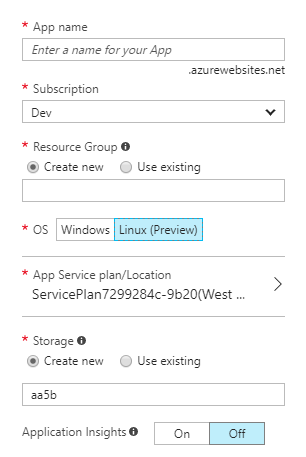 * App name
Enter a name for your App
.azurewebsites.net
* Subscription
Dev
* Resource Group
Create new Use existing
* OS Windows Linux (Preview)
* App Service plan/Location
ServicePlan7299284c-9b20(West ...
* Storage
Create new Use existing
aa5b
Application Insights On Off